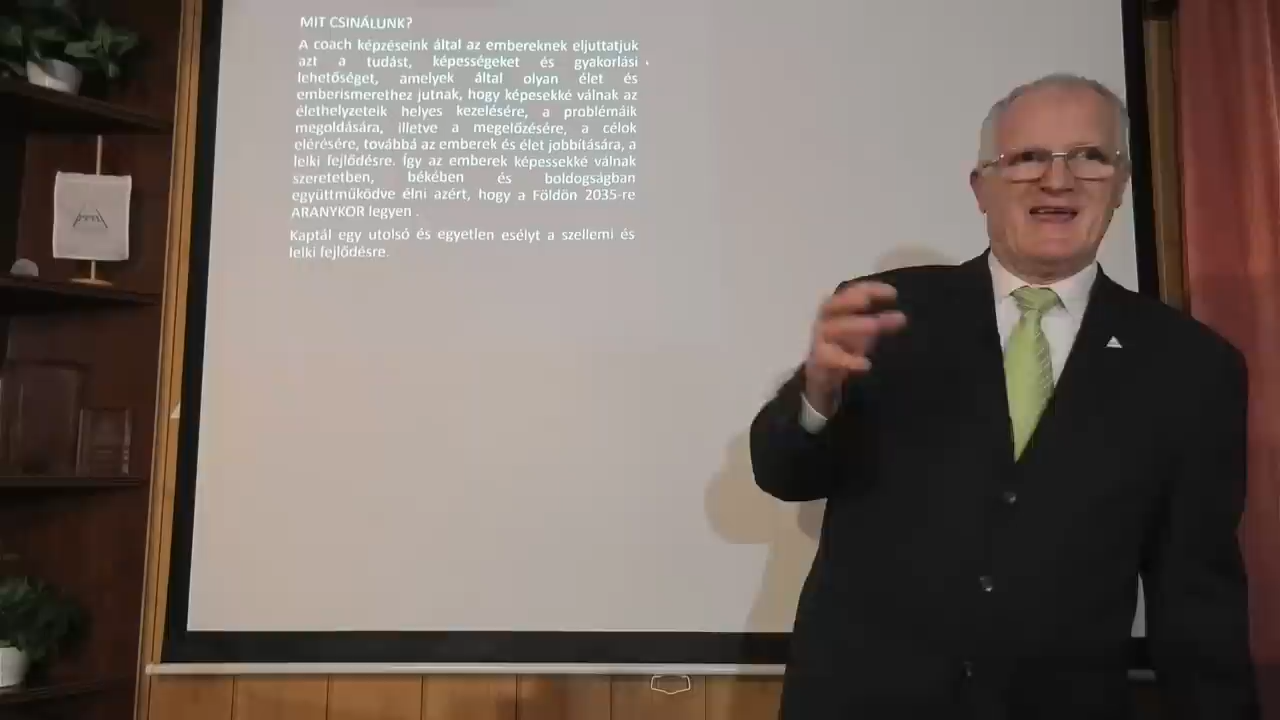 MIT CSINÁLUNK?
A coach képzéseink által az embereknek eljuttatjuk
azt a tudást, képességeket és gyakorlási
lehetőséget, amelyek által olyan élet és
emberismerethez jutnak, hogy képesekké válnak az
élethelyzeteik helyes kezelésére, a problémáik
megoldására, illetve a megelőzésére, a célok
elérésére, továbbá az emberek és élet jobbítására, a
lelki fejlődésre. Így az emberek képessekké válnak
szeretetben, békében és boldogságban
együttműködve élni azért, hogy a Földön 2035-re
ARANYKOR legyen .
Kaptál egy utolsó és egyetlen esélyt a szellemi és
lelki fejlődésre.